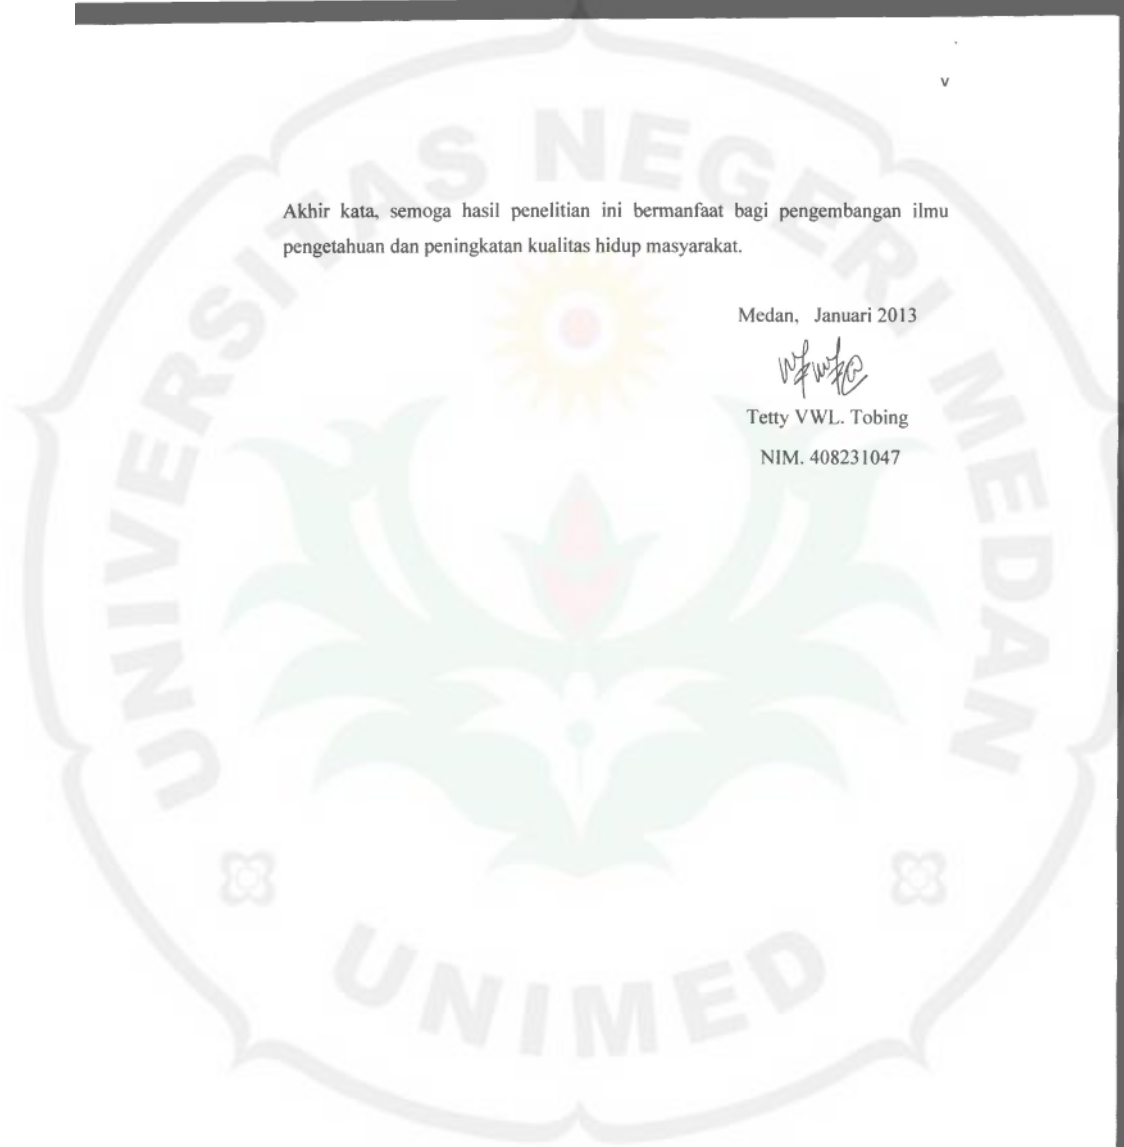 v
Akhir kata, semoga hasil penelitian ini bermanfaat bagi pengembangan ilmu
pengetahuan dan peningkatan kualitas hidup masyarakat.
Medan, Januari 2013
Tetty VWL. Tobing
NIM. 408231047
UNIVERSITAS NEGERI MEDAN
UNIMED